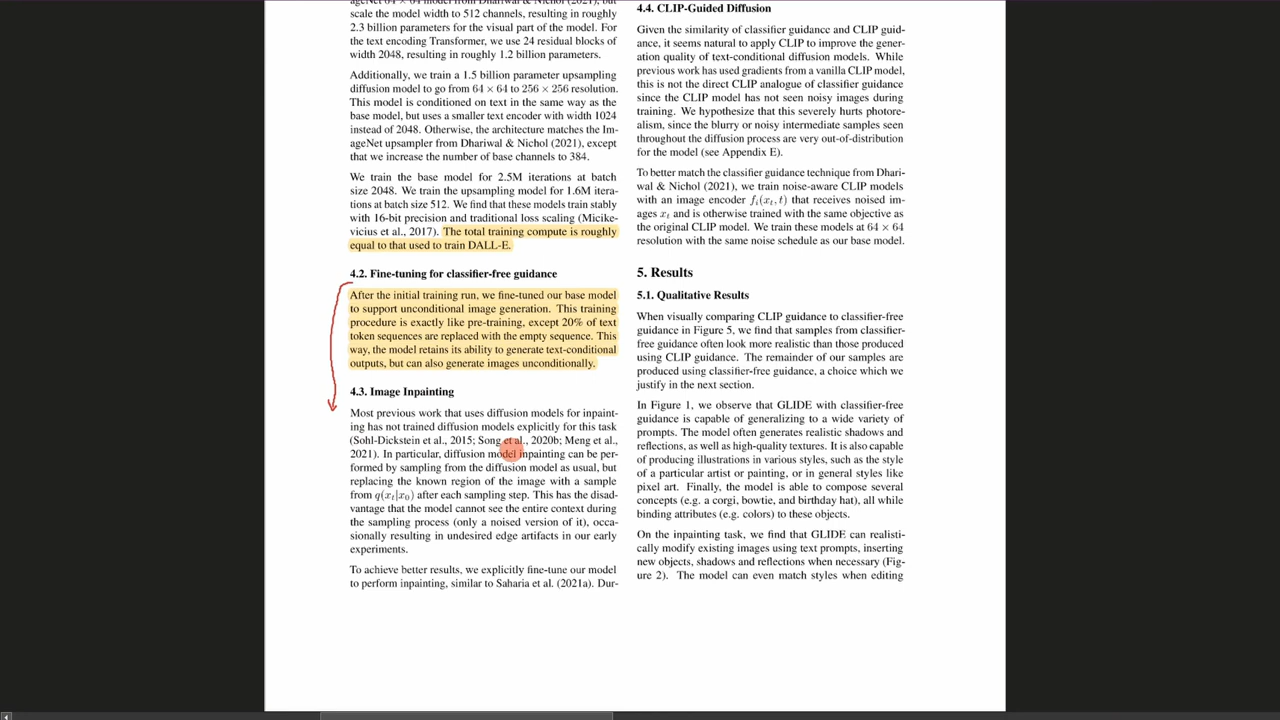 ageNet 64 × 64 model from Dhariwal & Nichol (2021), but
scale the model width to 512 channels, resulting in roughly
2.3 billion parameters for the visual part of the model. For
the text encoding Transformer, we use 24 residual blocks of
width 2048, resulting in roughly 1.2 billion parameters.
Additionally, we train a 1.5 billion parameter upsampling
diffusion model to go from 64 × 64 to 256 × 256 resolution.
This model is conditioned on text in the same way as the
base model, but uses a smaller text encoder with width 1024
instead of 2048. Otherwise, the architecture matches the Im-
ageNet upsampler from Dhariwal & Nichol (2021), except
that we increase the number of base channels to 384.
We train the base model for 2.5M iterations at batch
size 2048. We train the upsampling model for 1.6M itera-
tions at batch size 512. We find that these models train stably
with 16-bit precision and traditional loss scaling (Micike-
vicius et al., 2017). The total training compute is roughly
equal to that used to train DALL-E.
4.2. Fine-tuning for classifier-free guidance
After the initial training run, we fine-tuned our base model
to support unconditional image generation. This training
procedure is exactly like pre-training, except 20% of text
token sequences are replaced with the empty sequence. This
way, the model retains its ability to generate text-conditional
outputs, but can also generate images unconditionally.
4.3. Image Inpainting
Most previous work that uses diffusion models for inpaint-
ing has not trained diffusion models explicitly for this task
(Sohl-Dickstein et al., 2015; Song et al., 2020b; Meng et al.,
2021). In particular, diffusion model inpainting can be per-
formed by sampling from the diffusion model as usual, but
replacing the known region of the image with a sample
from q(xₜ|x₀) after each sampling step. This has the disad-
vantage that the model cannot see the entire context during
the sampling process (only a noised version of it), occa-
sionally resulting in undesired edge artifacts in our early
experiments.
To achieve better results, we explicitly fine-tune our model
to perform inpainting, similar to Saharia et al. (2021a). Dur-
4.4. CLIP-Guided Diffusion
Given the similarity of classifier guidance and CLIP guid-
ance, it seems natural to apply CLIP to improve the gener-
ation quality of text-conditional diffusion models. While
previous work has used gradients from a vanilla CLIP model,
this is not the direct CLIP analogue of classifier guidance
since the CLIP model has not seen noisy images during
training. We hypothesize that this severely hurts photore-
alism, since the blurry or noisy intermediate samples seen
throughout the diffusion process are very out-of-distribution
for the model (see Appendix E).
To better match the classifier guidance technique from Dhari-
wal & Nichol (2021), we train noise-aware CLIP models
with an image encoder fᵢ(xₜ, t) that receives noised im-
ages xₜ and is otherwise trained with the same objective as
the original CLIP model. We train these models at 64 × 64
resolution with the same noise schedule as our base model.
5. Results
5.1. Qualitative Results
When visually comparing CLIP guidance to classifier-free
guidance in Figure 5, we find that samples from classifier-
free guidance often look more realistic than those produced
using CLIP guidance. The remainder of our samples are
produced using classifier-free guidance, a choice which we
justify in the next section.
In Figure 1, we observe that GLIDE with classifier-free
guidance is capable of generalizing to a wide variety of
prompts. The model often generates realistic shadows and
reflections, as well as high-quality textures. It is also capable
of producing illustrations in various styles, such as the style
of a particular artist or painting, or in general styles like
pixel art. Finally, the model is able to compose several
concepts (e.g. a corgi, bowtie, and birthday hat), all while
binding attributes (e.g. colors) to these objects.
On the inpainting task, we find that GLIDE can realisti-
cally modify existing images using text prompts, inserting
new objects, shadows and reflections when necessary (Fig-
ure 2). The model can even match styles when editing